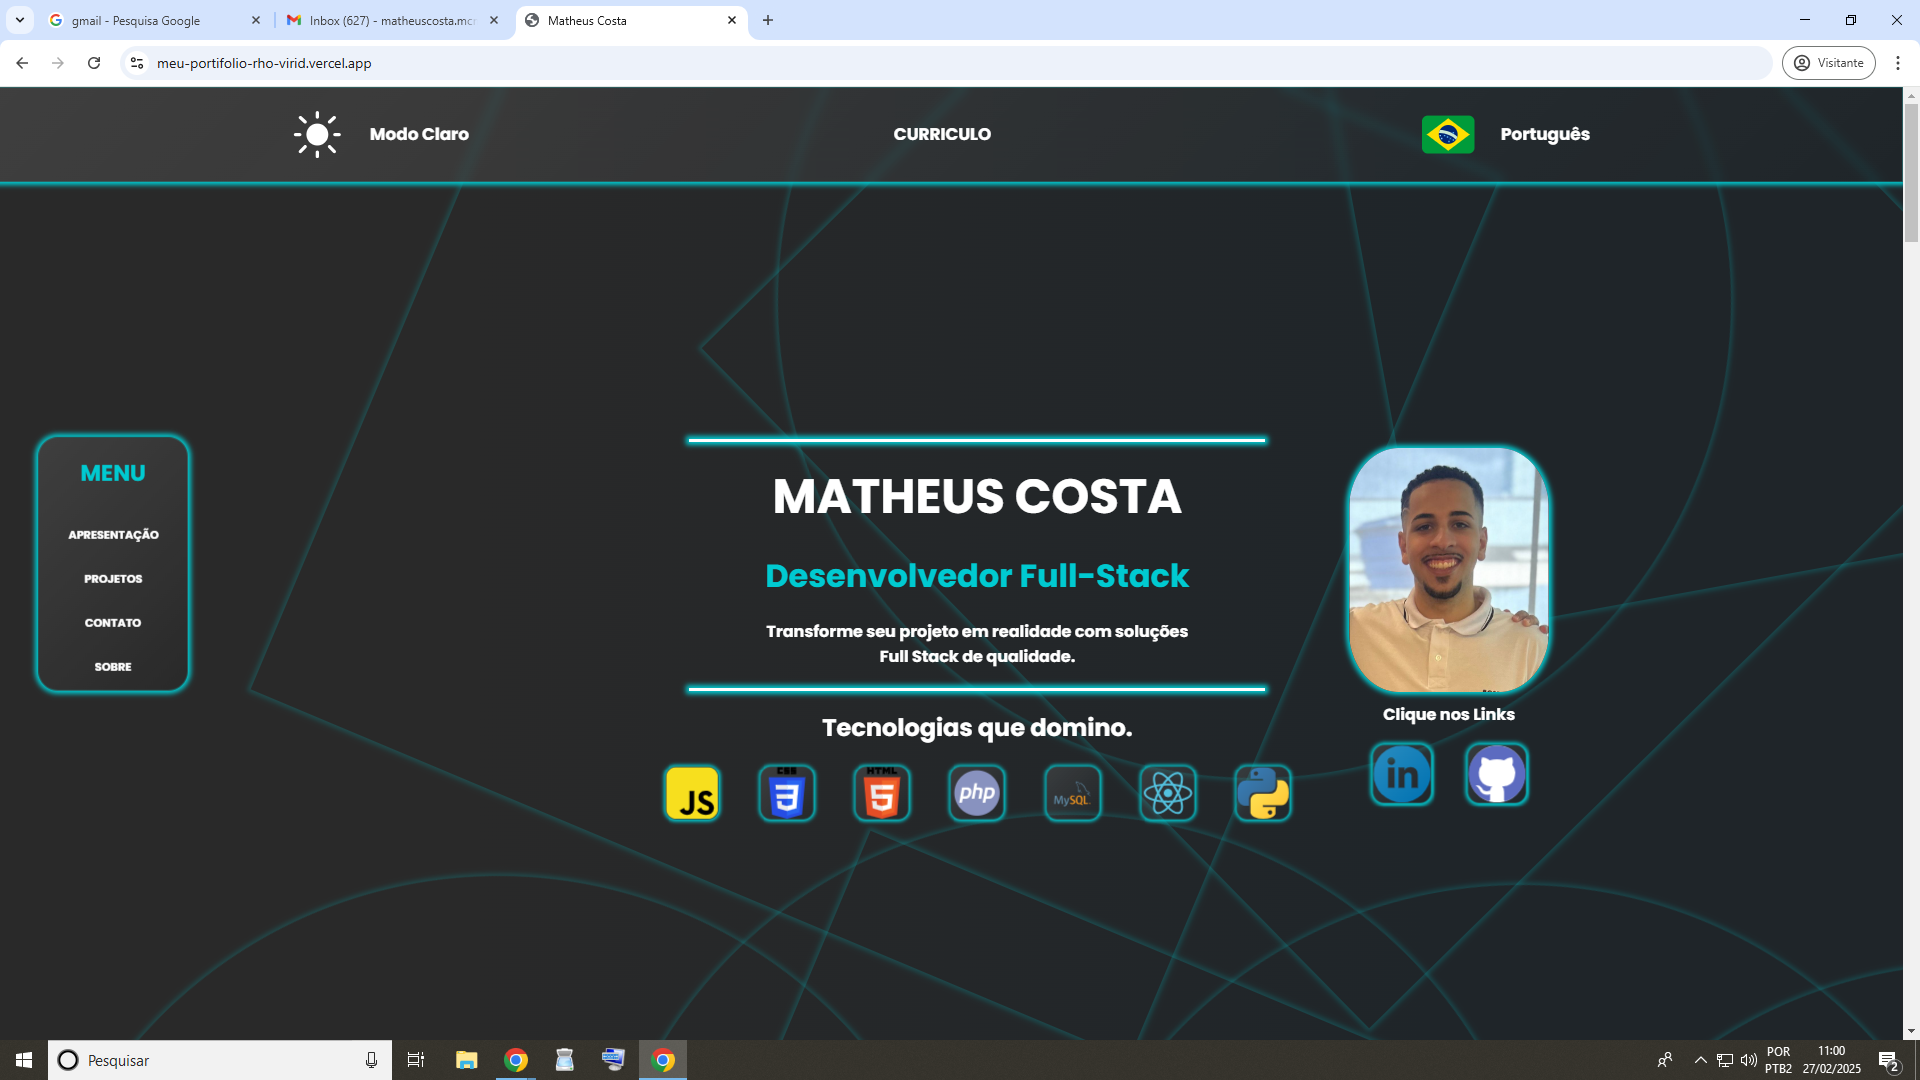 gmail - Pesquisa Google
Inbox (627) - matheuscosta.mcr
Matheus Costa
meu-portifolio-rho-virid.vercel.app
Visitante
Modo Claro
CURRICULO
Português
MENU
APRESENTAÇÃO
PROJETOS
CONTATO
SOBRE
MATHEUS COSTA
Desenvolvedor Full-Stack
Transforme seu projeto em realidade com soluções
Full Stack de qualidade.
Tecnologias que domino.
JS
CSS
3
HTML
5
php
MySQL
Clique nos Links
in
Pesquisar
POR
PTB2
11:00
27/02/2025
2